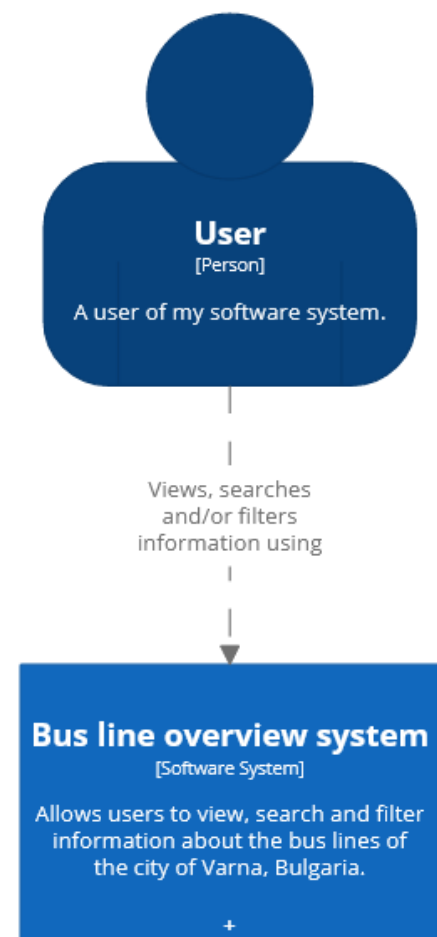 User
[Person]
A user of my software system.
Views, searches
and/or filters
information using
Bus line overview system
[Software System]
Allows users to view, search and filter
information about the bus lines of
the city of Varna, Bulgaria.
+